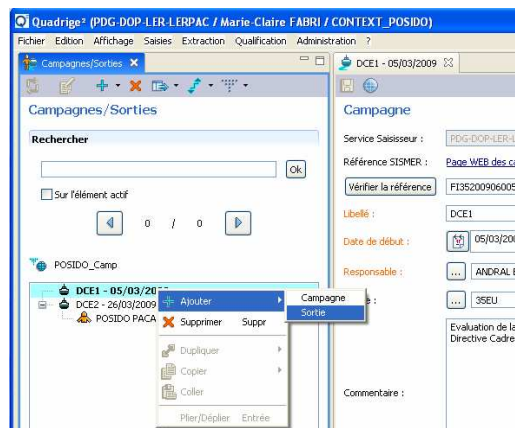 Quadrige² (PDG-DOP-LER-LERPAC / Marie-Claire FABRI / CONTEXT_POSIDO)
Fichier Edition Affichage Saisies Extraction Qualification Administration ?
Campagnes/Sorties
DCE1 - 05/03/2009
Campagnes/Sorties
Campagne
Rechercher
Service Saisisseur :
PDG-DOP-LER-L
Ok
Référence SISMER :
Page WEB des ca
Sur l'élément actif
Vérifier la référence
FI35200906005
0 / 0
Libellé :
DCE1
Date de début :
05/03/200
POSIDO_Camp
Responsable :
... ANDRAL
DCE1 - 05/03/20
Ajouter
Campagne
... 35EU
DCE2 - 26/03/2009
Sortie
POSIDO PACA
Supprimer Suppr
Evaluation de la
Directive Cadre
Dupliquer
Copier
Coller
Commentaire :
Plier/Déplier Entrée